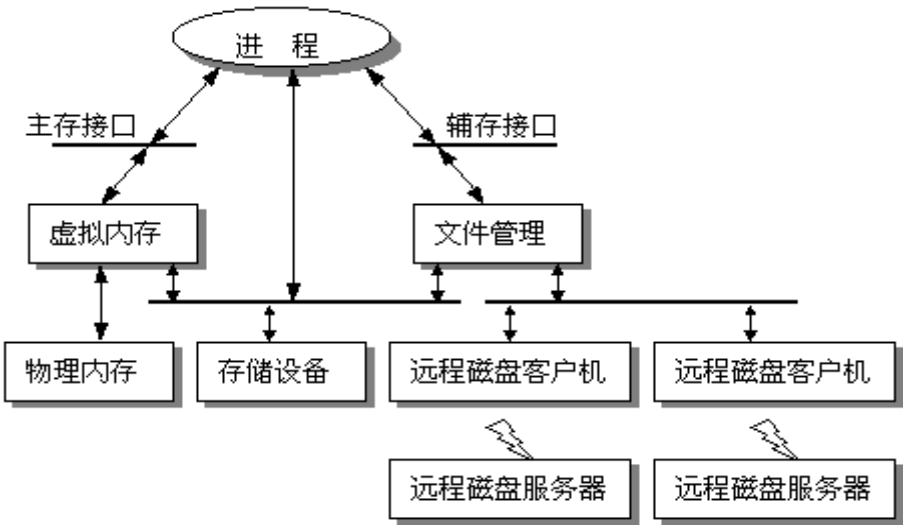 进 程
主存接口
辅存接口
虚拟内存
文件管理
物理内存
存储设备
远程磁盘客户机
远程磁盘客户机
远程磁盘服务器
远程磁盘服务器